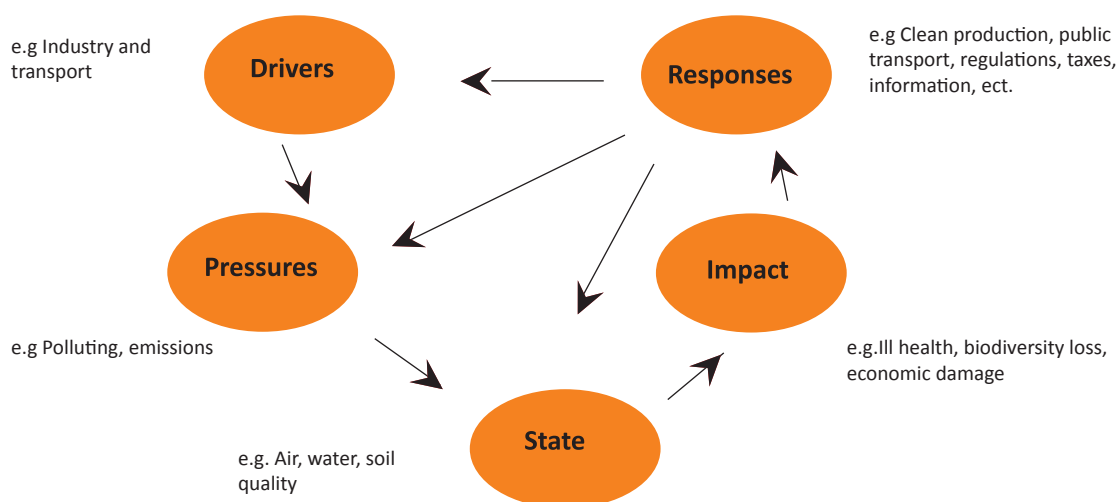 e.g Industry and
transport
Drivers
Responses
e.g Clean production, public
transport, regulations, taxes,
information, ect.
Pressures
Impact
e.g Polluting, emissions
e.g.Ill health, biodiversity loss,
economic damage
State
e.g. Air, water, soil
quality